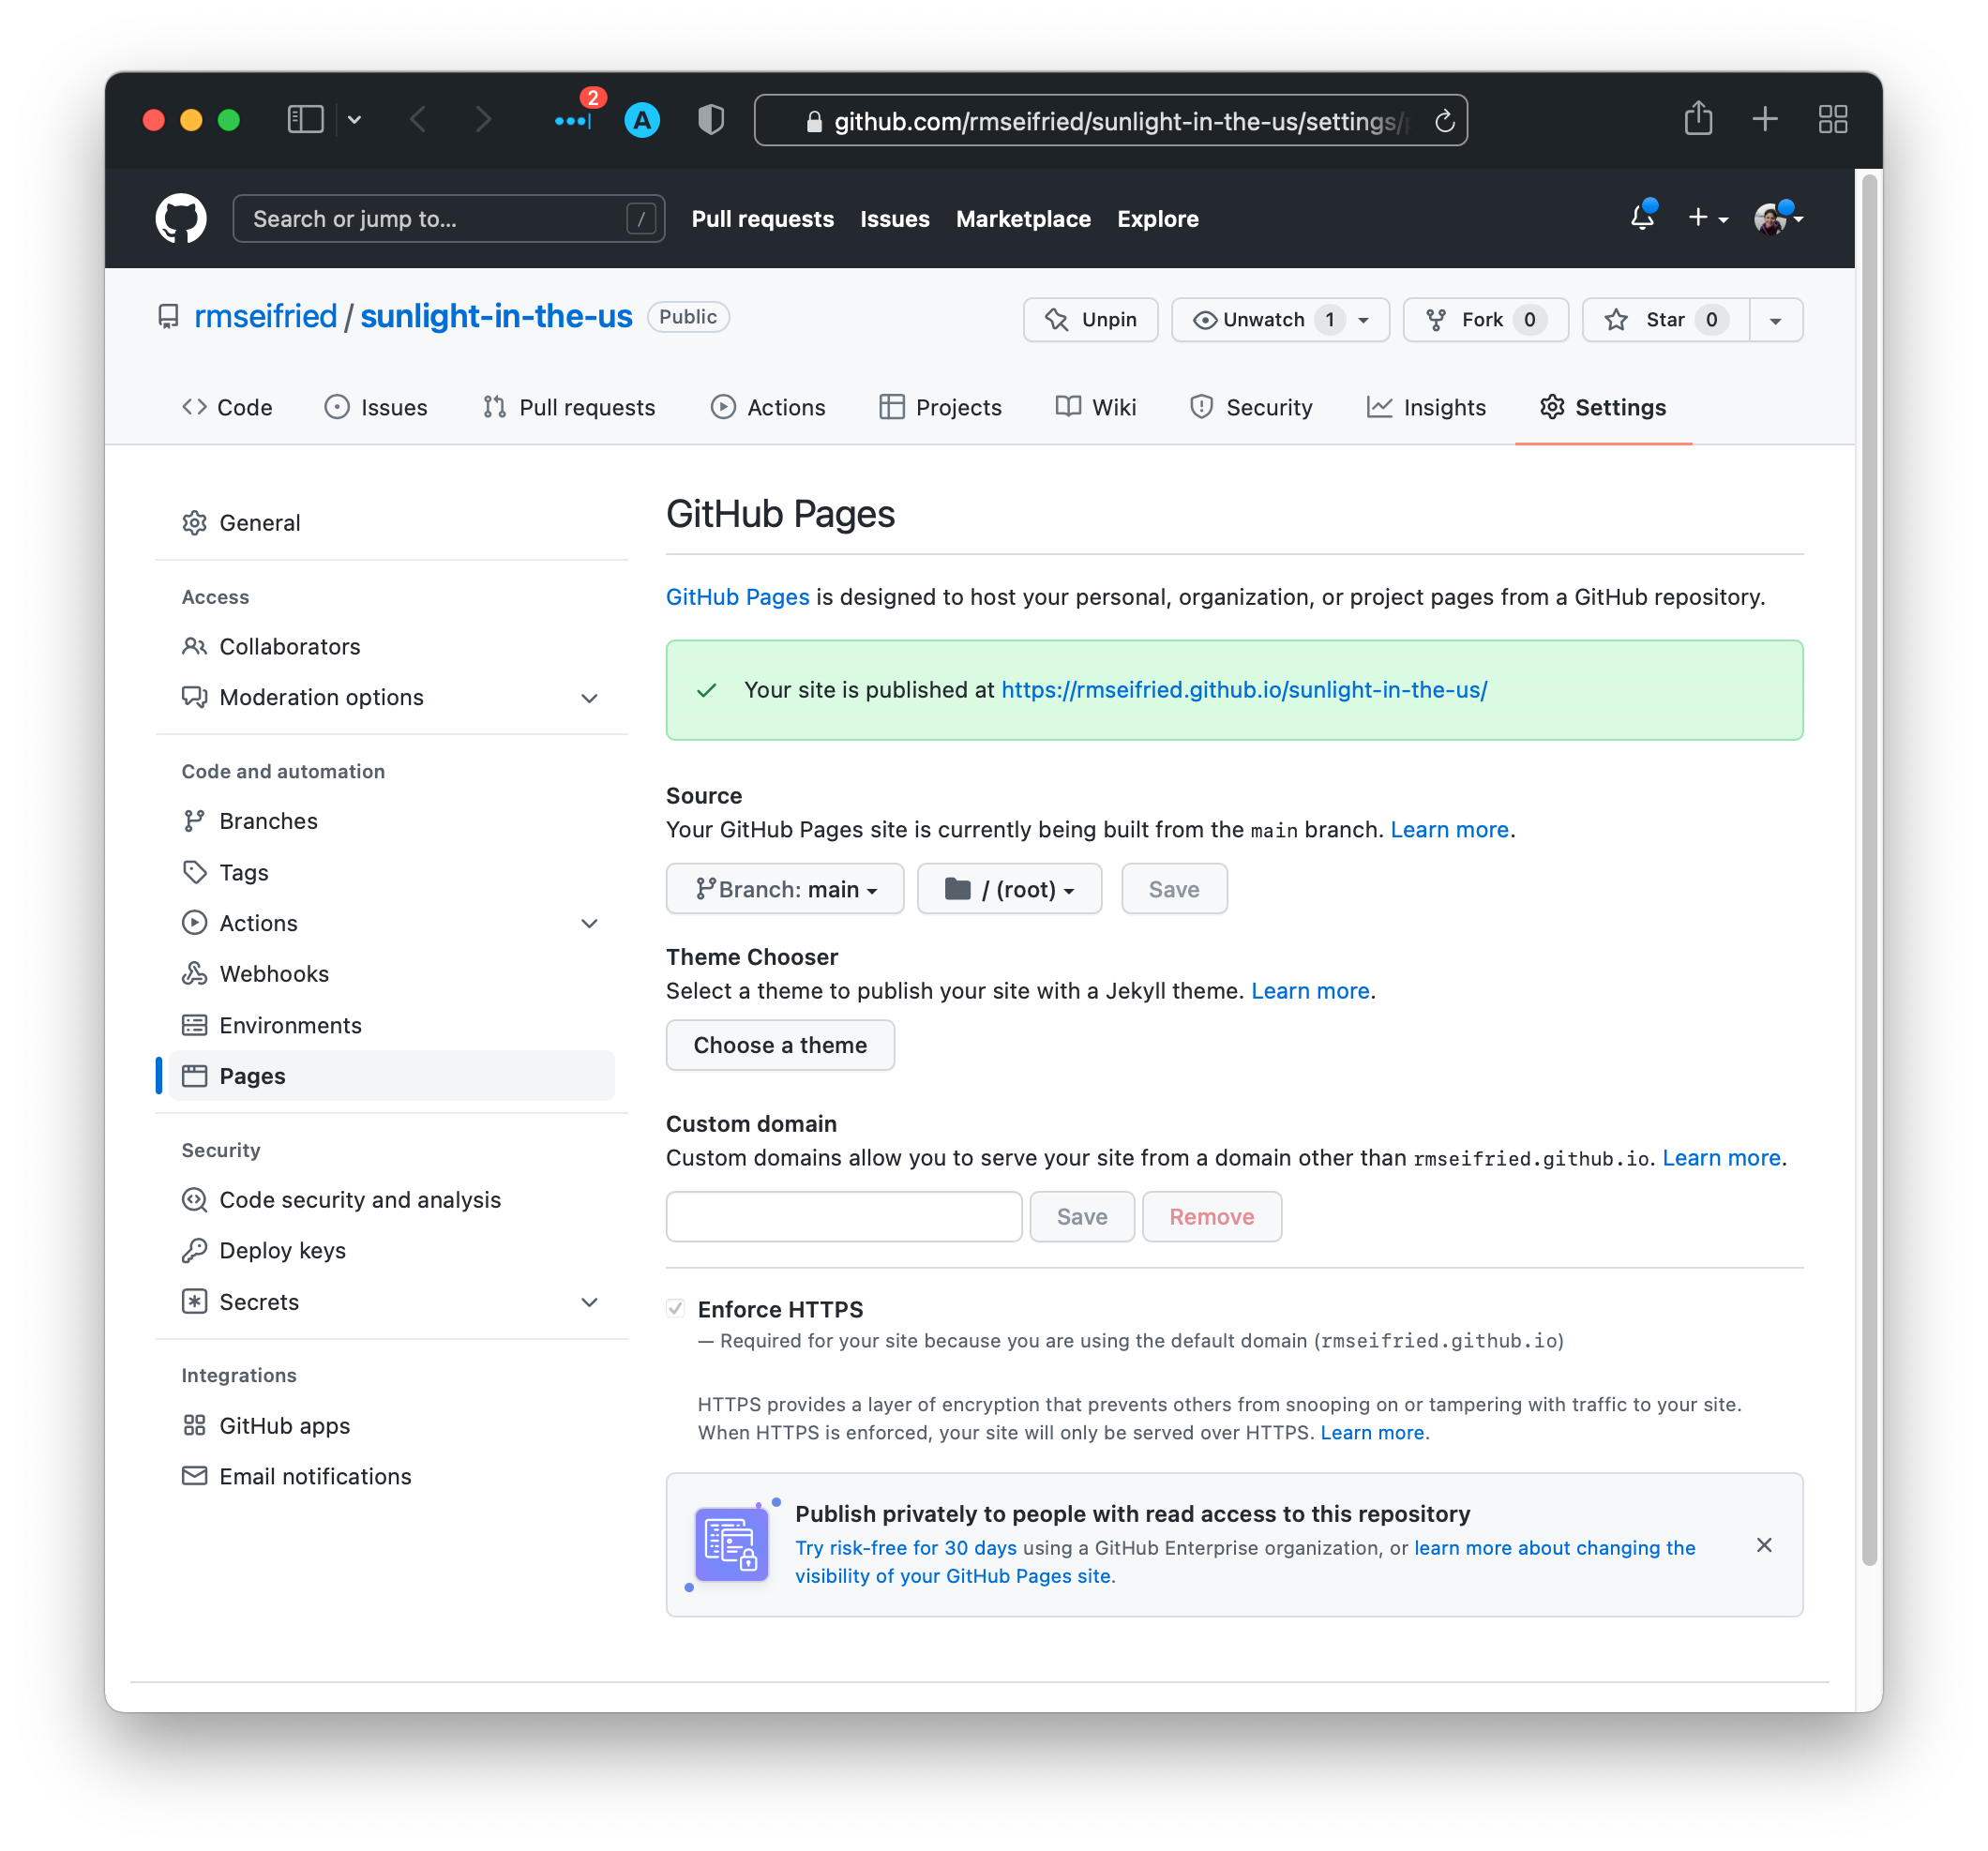 2
A
github.com/rmseifried/sunlight-in-the-us/settings/
Search or jump to... /
Pull requests Issues Marketplace Explore
rmseifried / sunlight-in-the-us Public
Unpin Unwatch 1 Fork 0 Star 0
Code Issues Pull requests Actions Projects Wiki Security Insights Settings
General
Access
Collaborators
Moderation options
Code and automation
Branches
Tags
Actions
Webhooks
Environments
Pages
Security
Code security and analysis
Deploy keys
Secrets
Integrations
GitHub apps
Email notifications
GitHub Pages
GitHub Pages is designed to host your personal, organization, or project pages from a GitHub repository.
Your site is published at https://rmseifried.github.io/sunlight-in-the-us/
Source
Your GitHub Pages site is currently being built from the main branch. Learn more.
Branch: main / (root) Save
Theme Chooser
Select a theme to publish your site with a Jekyll theme. Learn more.
Choose a theme
Custom domain
Custom domains allow you to serve your site from a domain other than rmseifried.github.io. Learn more.
Save Remove
Enforce HTTPS
— Required for your site because you are using the default domain (rmseifried.github.io)
HTTPS provides a layer of encryption that prevents others from snooping on or tampering with traffic to your site.
When HTTPS is enforced, your site will only be served over HTTPS. Learn more.
Publish privately to people with read access to this repository
Try risk-free for 30 days using a GitHub Enterprise organization, or learn more about changing the
visibility of your GitHub Pages site.